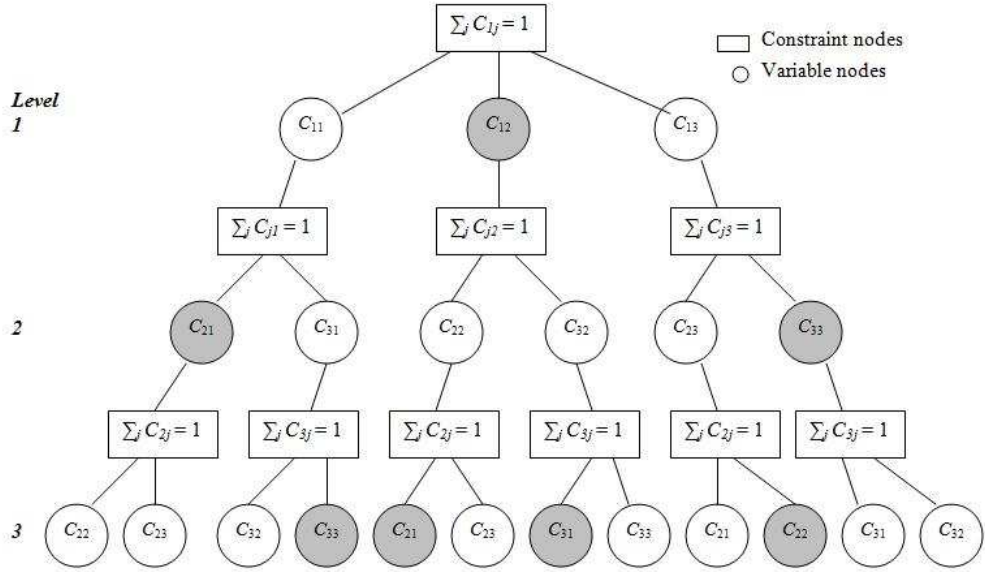 ∑j C1j = 1
Constraint nodes
Variable nodes
Level
1
C11
C12
C13
∑j Cj1 = 1
∑j Cj2 = 1
∑j Cj3 = 1
2
C21
C31
C22
C32
C23
C33
∑j C2j = 1
∑j C3j = 1
∑j C2j = 1
∑j C3j = 1
∑j C2j = 1
∑j C3j = 1
3
C22
C23
C32
C33
C21
C23
C31
C33
C21
C22
C31
C32